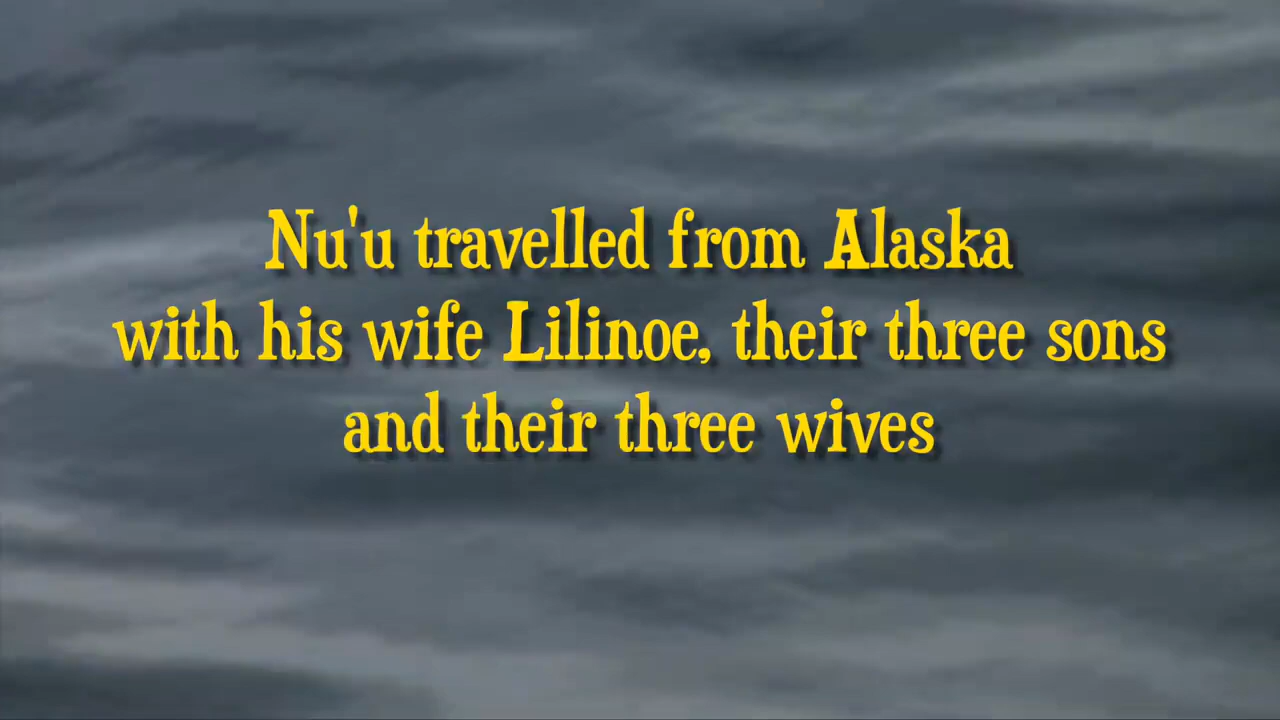 Nu'u travelled from Alaska
with his wife Lilinoe, their three sons
and their three wives